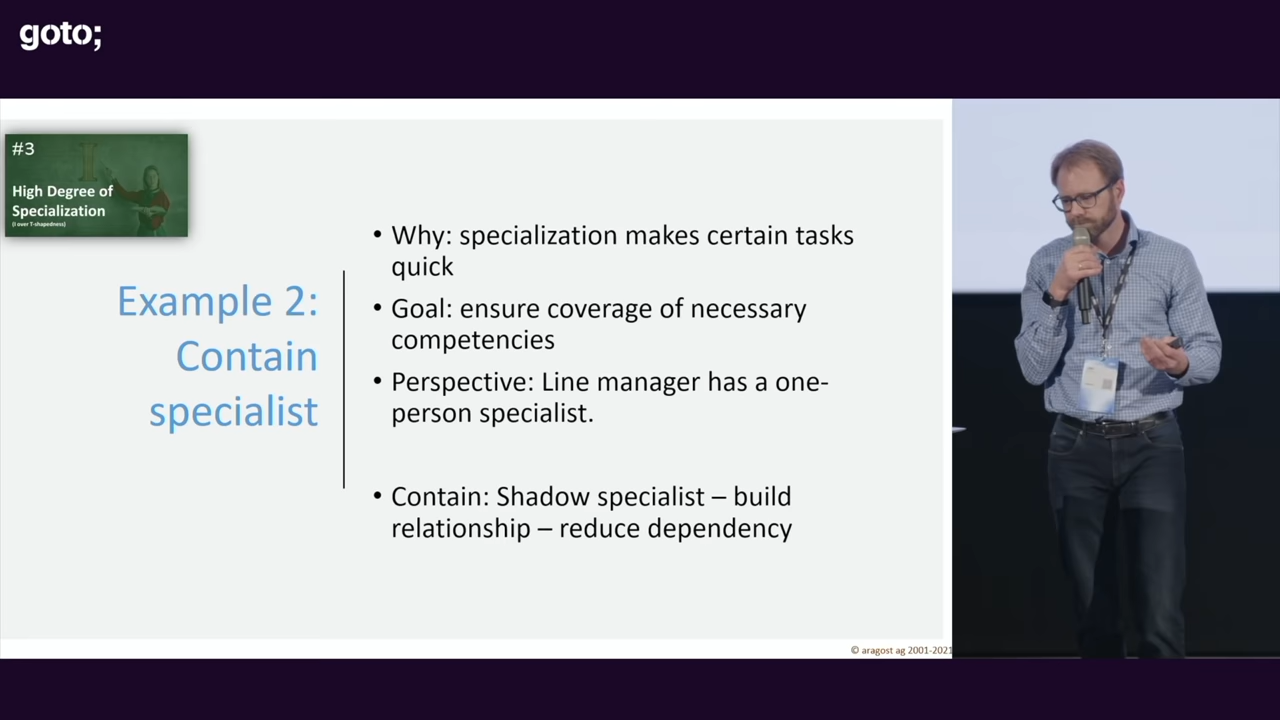 goto;
#3
High Degree of
Specialization
(I over T-shapedness)
Example 2:
Contain
specialist
• Why: specialization makes certain tasks
quick
• Goal: ensure coverage of necessary
competencies
• Perspective: Line manager has a one-
person specialist.
• Contain: Shadow specialist – build
relationship – reduce dependency
© aragost ag 2001-2021